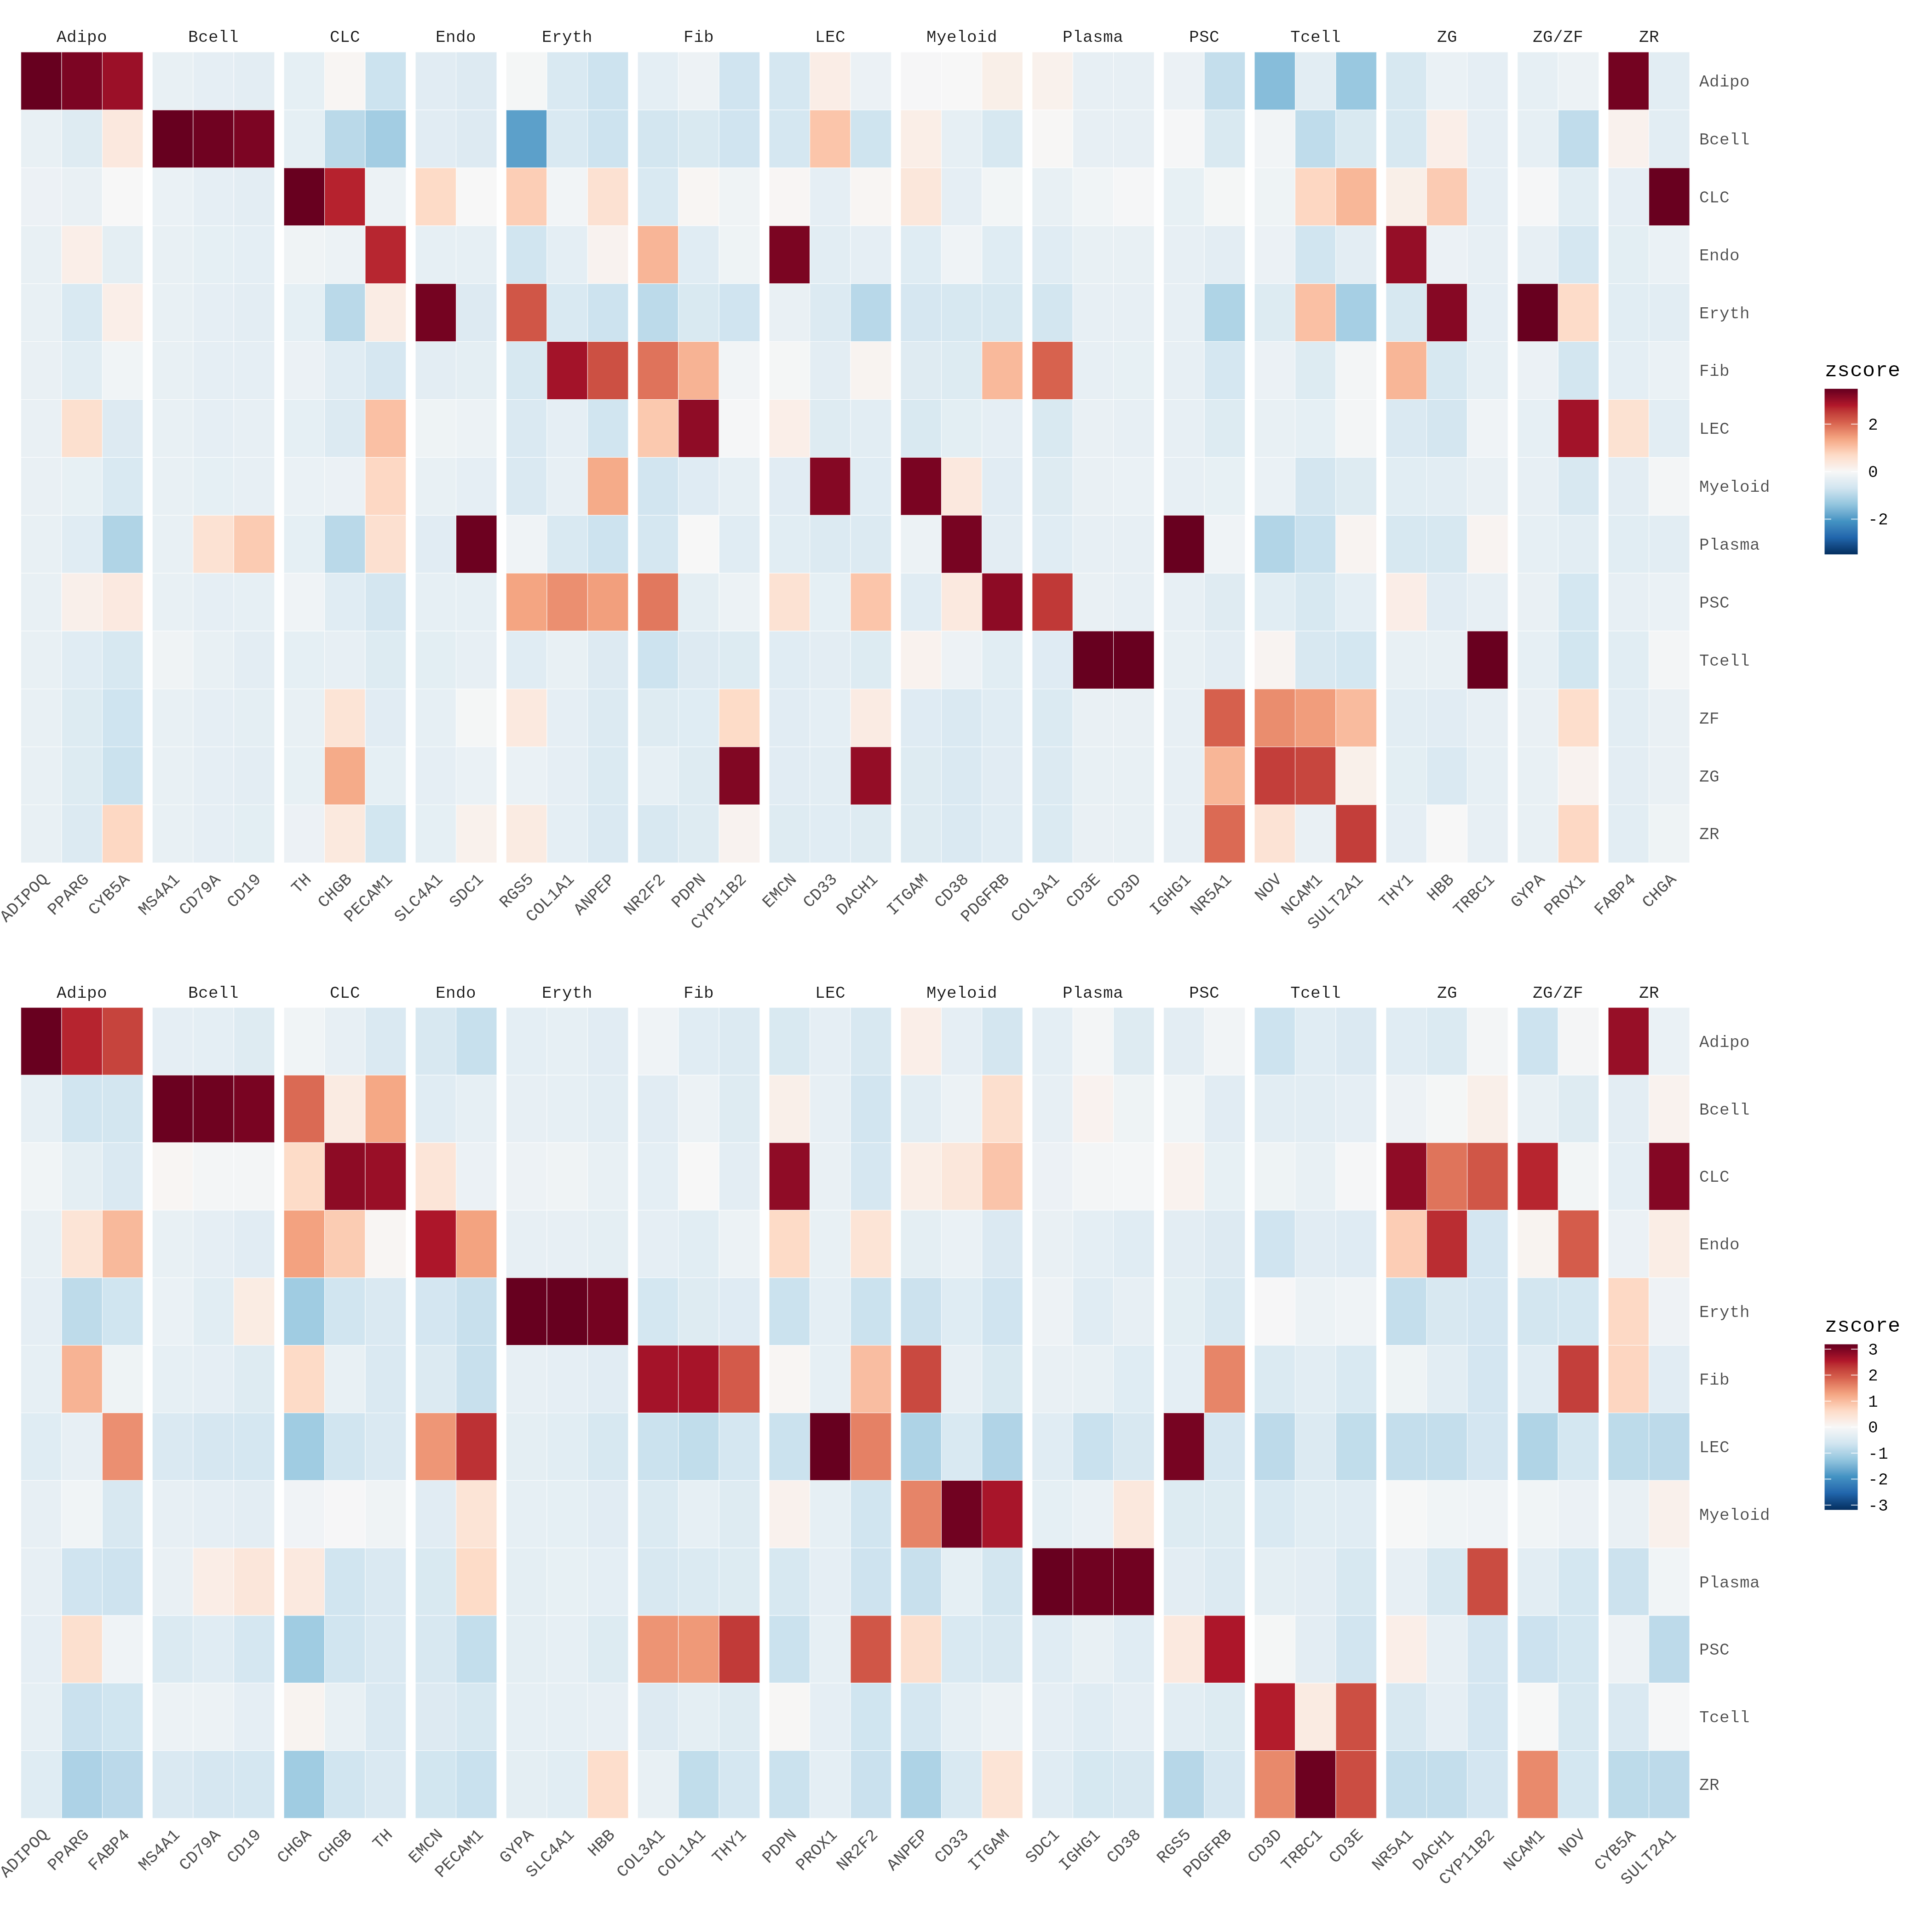 Adipo Bcell CLC Endo Eryth Fib LEC Myeloid Plasma PSC Tcell ZG ZG/ZF ZR
Adipo
Bcell
CLC
Endo
Eryth
Fib
LEC
Myeloid
Plasma
PSC
Tcell
ZF
ZG
ZR
zscore
2
0
-2
ADIPOQ PPARG CYB5A MS4A1 CD79A CD19 TH CHGB PECAM1 SLC4A1 SDC1 RGS5 COL1A1 ANPEP NR2F2 PDPN CYP11B2 EMCN CD33 DACH1 ITGAM CD38 PDGFRB COL3A1 CD3E CD3D IGHG1 NR5A1 NOV NCAM1 SULT2A1 THY1 HBB TRBC1 GYPA PROX1 FABP4 CHGA
Adipo Bcell CLC Endo Eryth Fib LEC Myeloid Plasma PSC Tcell ZG ZG/ZF ZR
Adipo
Bcell
CLC
Endo
Eryth
Fib
LEC
Myeloid
Plasma
PSC
Tcell
ZR
zscore
3
2
1
0
-1
-2
-3
ADIPOQ PPARG FABP4 MS4A1 CD79A CD19 CHGA CHGB TH EMCN PECAM1 GYPA SLC4A1 HBB COL3A1 COL1A1 THY1 PDPN PROX1 NR2F2 ANPEP CD33 ITGAM SDC1 IGHG1 CD38 RGS5 PDGFRB CD3D TRBC1 CD3E NR5A1 DACH1 CYP11B2 NCAM1 NOV CYB5A SULT2A1